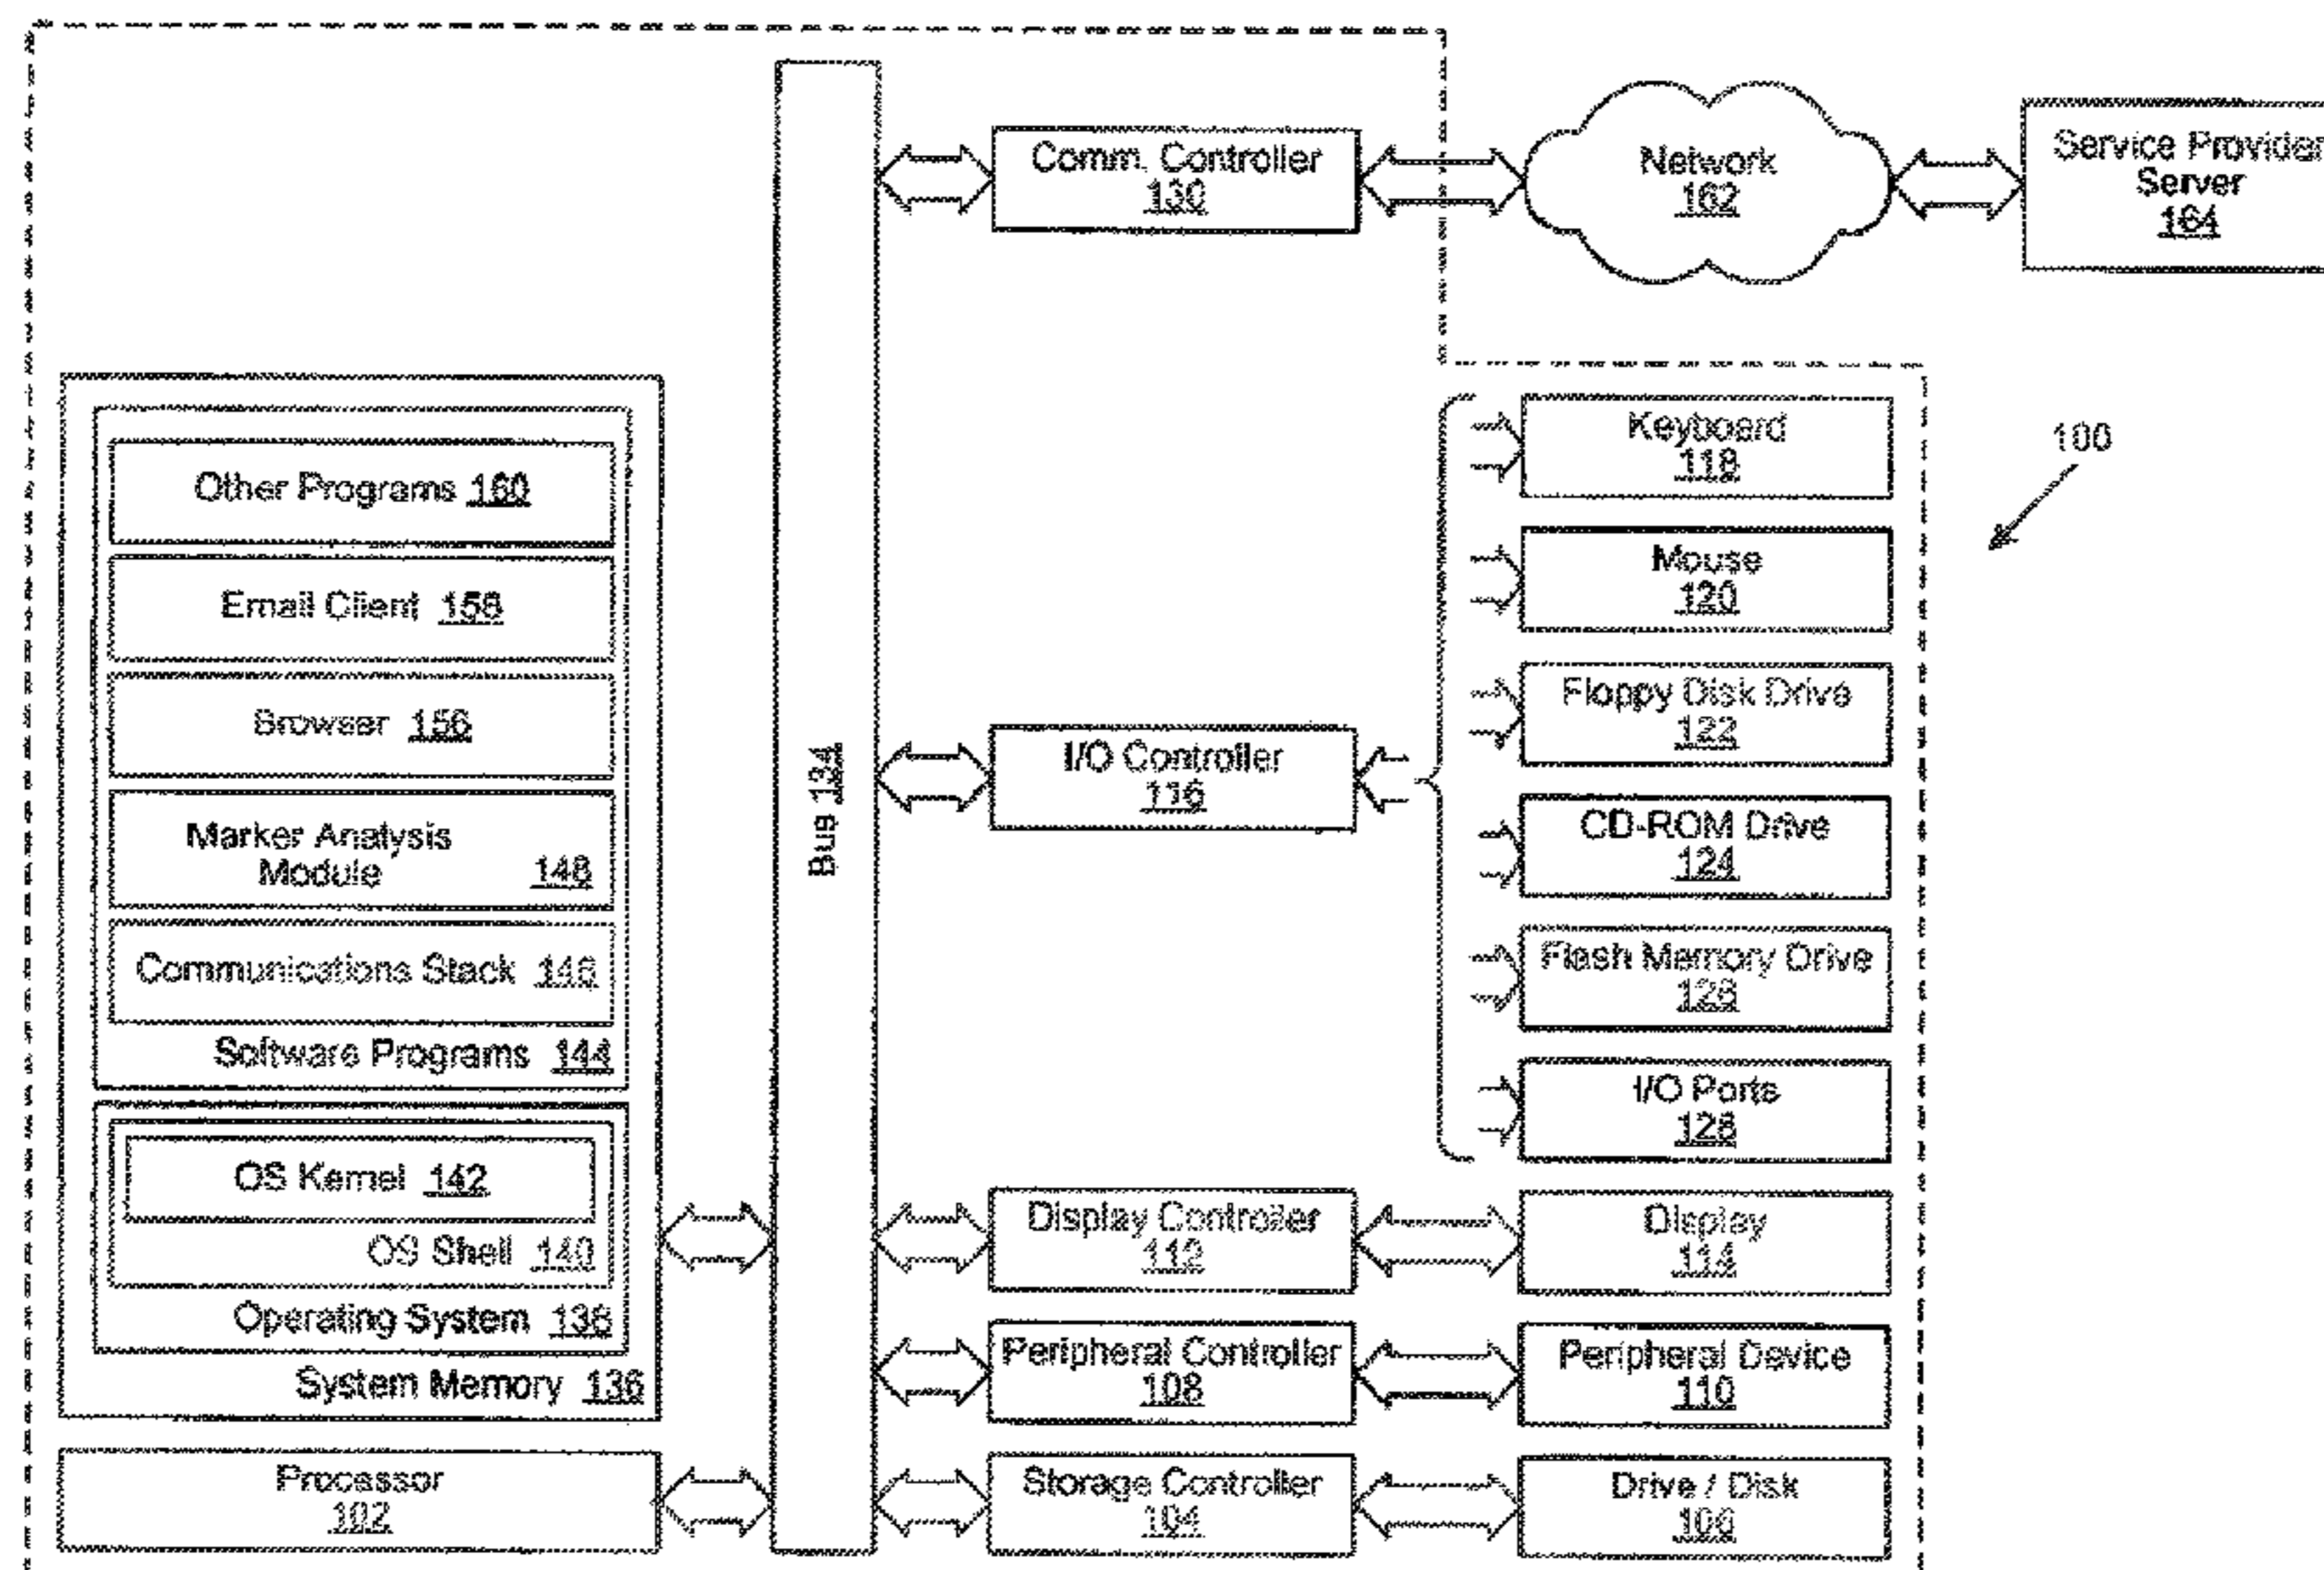 Comm. Controller
130
Network
162
Service Provider
Server
164
100
Other Programs 160
Email Client 158
Browser 156
Marker Analysis
Module 148
Communications Stack 146
Software Programs 144
OS Kernel 142
OS Shell 140
Operating System 138
System Memory 136
Processor
102
Bus 134
I/O Controller
116
Keyboard
118
Mouse
120
Floppy Disk Drive
122
CD-ROM Drive
124
Flash Memory Drive
126
I/O Ports
128
Display Controller
112
Display
114
Peripheral Controller
108
Peripheral Device
110
Storage Controller
104
Drive / Disk
106